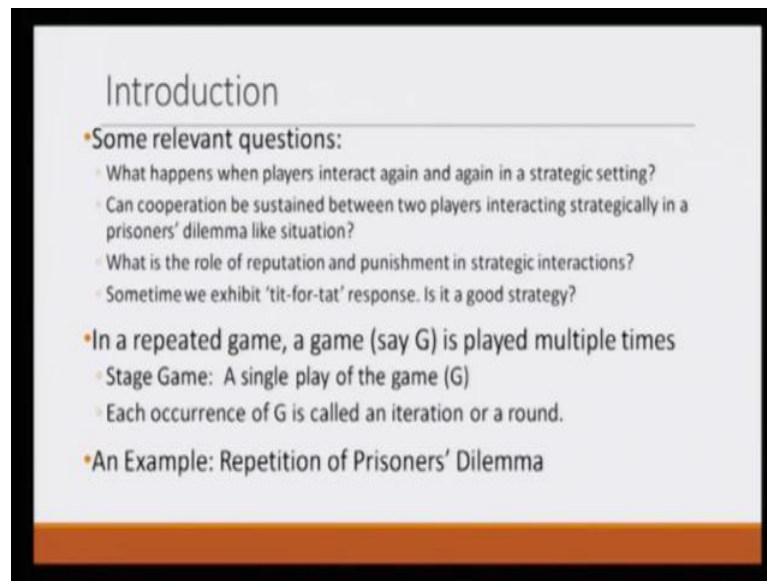 Introduction
•Some relevant questions:
◦What happens when players interact again and again in a strategic setting?
◦Can cooperation be sustained between two players interacting strategically in a
prisoners' dilemma like situation?
◦What is the role of reputation and punishment in strategic interactions?
◦Sometime we exhibit 'tit-for-tat' response. Is it a good strategy?
•In a repeated game, a game (say G) is played multiple times
◦Stage Game: A single play of the game (G)
◦Each occurrence of G is called an iteration or a round.
•An Example: Repetition of Prisoners' Dilemma